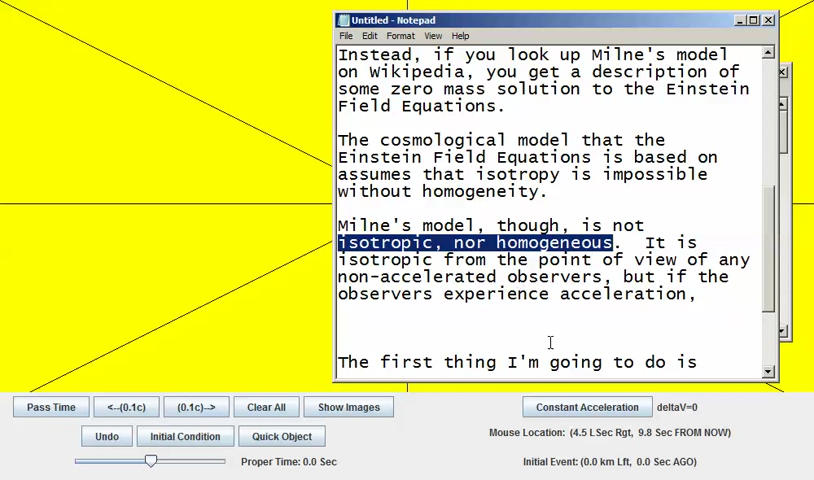 Untitled - Notepad
File Edit Format View Help
Instead, if you look up Milne's model
on Wikipedia, you get a description of
some zero mass solution to the Einstein
Field Equations.
The cosmological model that the
Einstein Field Equations is based on
assumes that isotropy is impossible
without homogeneity.
Milne's model, though, is not
isotropic, nor homogeneous. It is
isotropic from the point of view of any
non-accelerated observers, but if the
observers experience acceleration,
The first thing I'm going to do is
Pass Time <--(0.1c) (0.1c)--> Clear All Show Images Constant Acceleration deltaV=0
Undo Initial Condition Quick Object Mouse Location: (4.5 LSec Rgt, 9.8 Sec FROM NOW)
Proper Time: 0.0 Sec Initial Event: (0.0 km Lft, 0.0 Sec AGO)